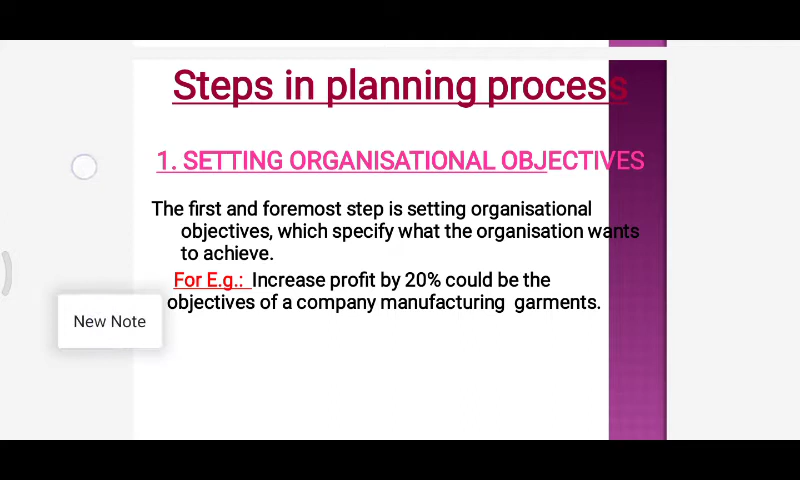 Steps in planning process
1. SETTING ORGANISATIONAL OBJECTIVES
The first and foremost step is setting organisational
objectives, which specify what the organisation wants
to achieve.
For E.g.: Increase profit by 20% could be the
objectives of a company manufacturing garments.
New Note